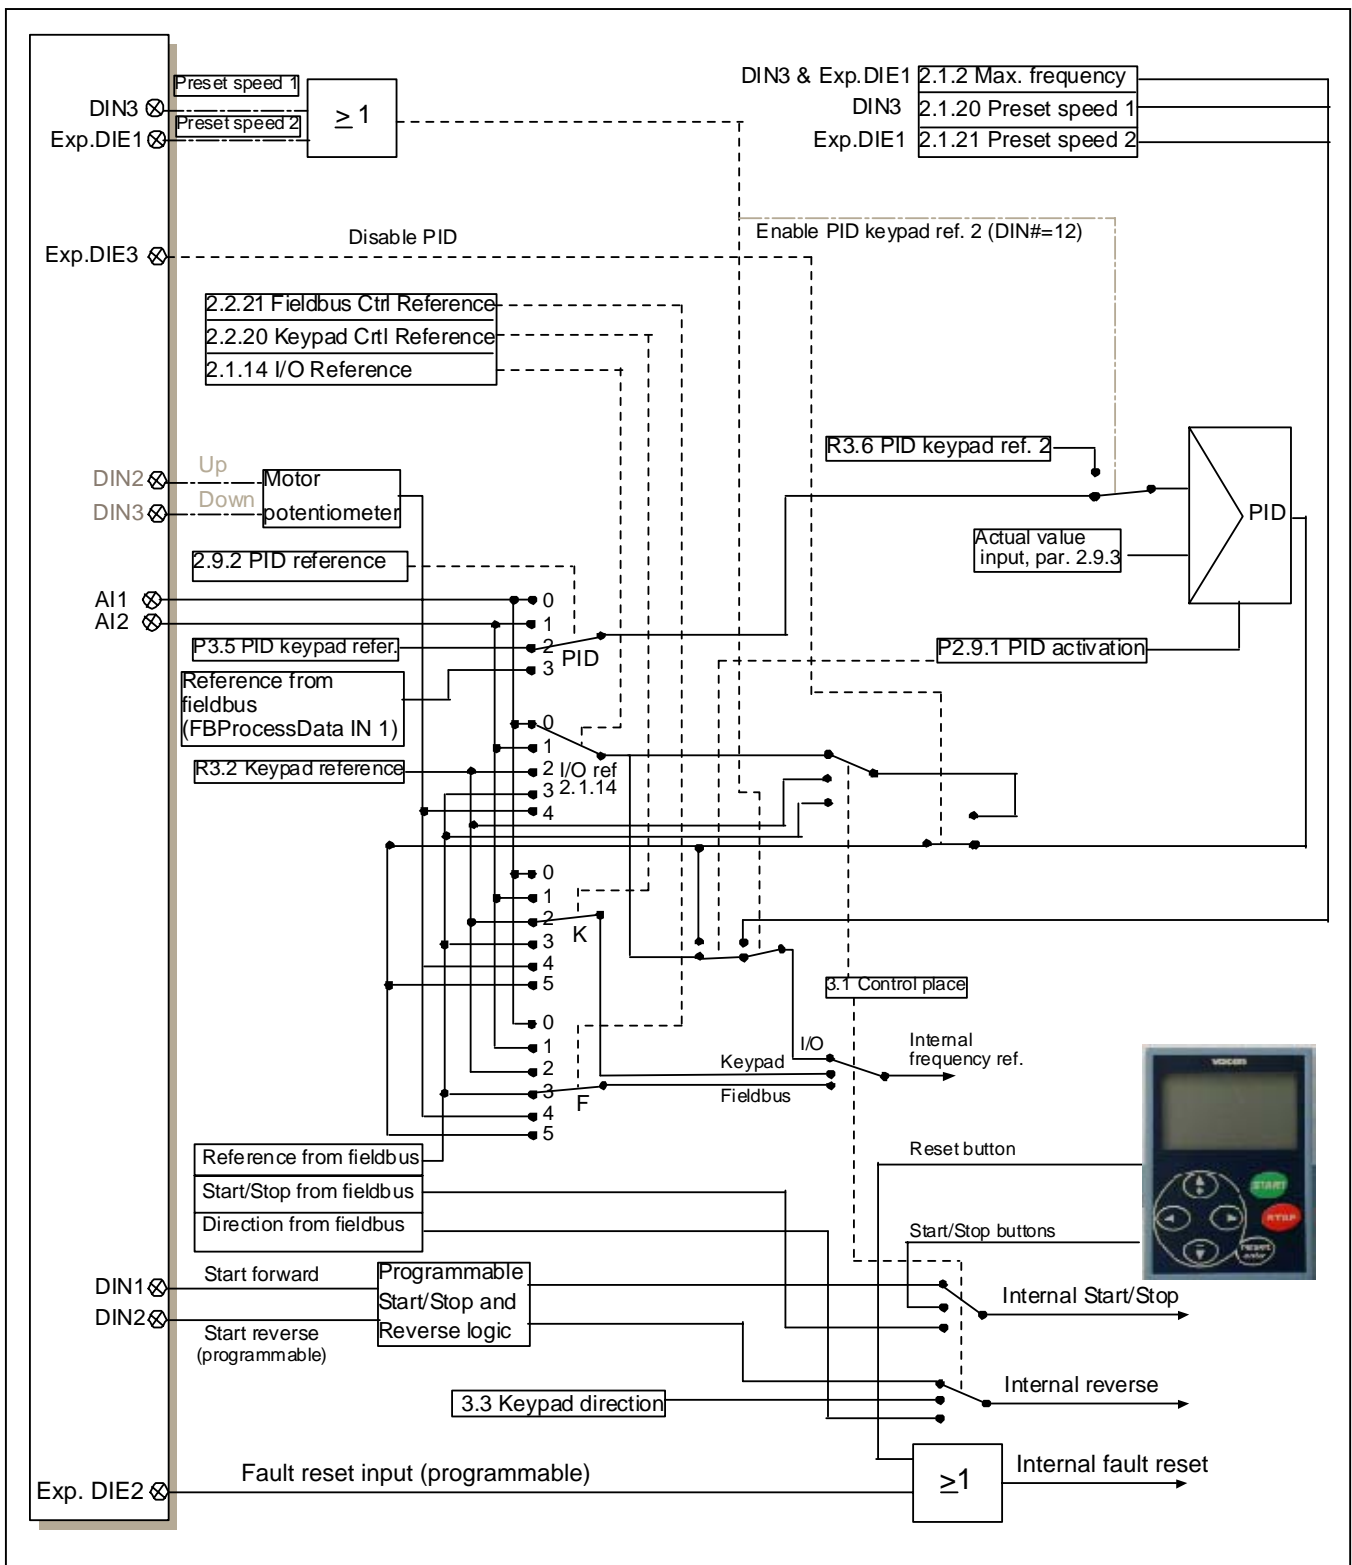 Preset speed 1
DIN3
Preset speed 2
Exp.DIE1
≥1
DIN3 & Exp.DIE1
2.1.2 Max. frequency
DIN3
2.1.20 Preset speed 1
Exp.DIE1
2.1.21 Preset speed 2
Disable PID
Exp.DIE3
Enable PID keypad ref. 2 (DIN#=12)
2.2.21 Fieldbus Ctrl Reference
2.2.20 Keypad Crtl Reference
2.1.14 I/O Reference
R3.6 PID keypad ref. 2
PID
Actual value
input, par. 2.9.3
P2.9.1 PID activation
DIN2
Up
DIN3
Down
Motor
potentiometer
2.9.2 PID reference
AI1
AI2
0
1
2
3
PID
P3.5 PID keypad refer.
Reference from
fieldbus
(FBProcessData IN 1)
R3.2 Keypad reference
0
1
2
3
4
I/O ref
2.1.14
0
1
2
3
4
5
K
3.1 Control place
0
1
2
3
4
5
F
I/O
Keypad
Fieldbus
Internal
frequency ref.
Reference from fieldbus
Start/Stop from fieldbus
Direction from fieldbus
Reset button
Start/Stop buttons
START
STOP
DIN1
Start forward
DIN2
Start reverse
(programmable)
Programmable
Start/Stop and
Reverse logic
Internal Start/Stop
3.3 Keypad direction
Internal reverse
Exp. DIE2
Fault reset input (programmable)
≥1
Internal fault reset